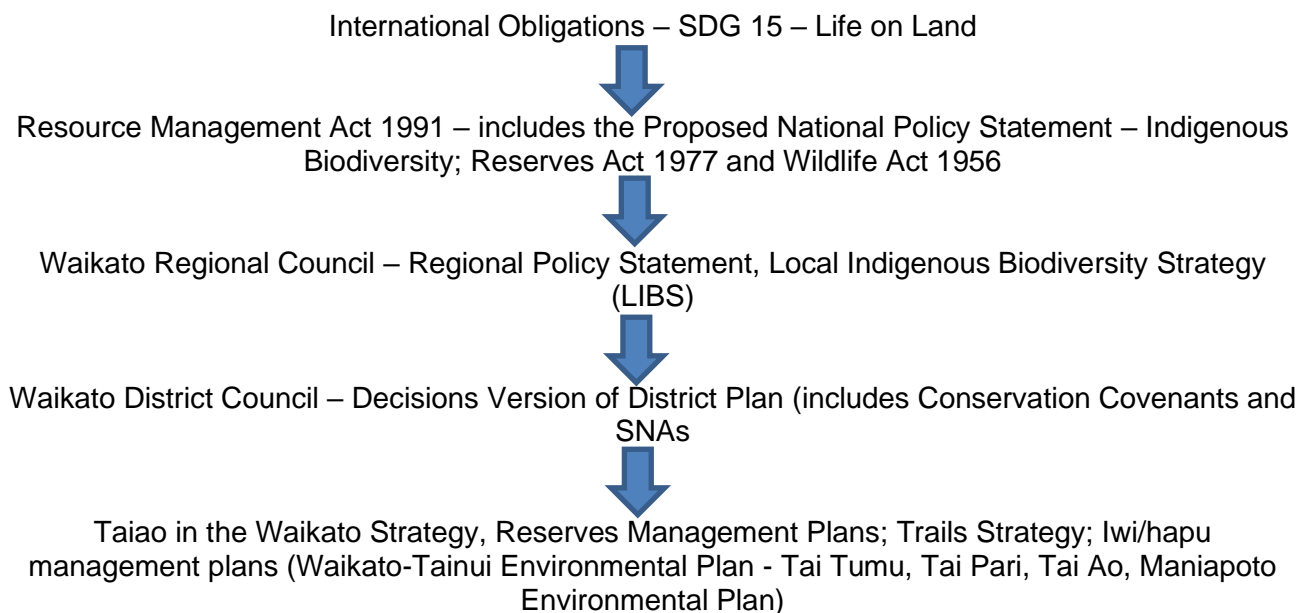 International Obligations – SDG 15 – Life on Land
Resource Management Act 1991 – includes the Proposed National Policy Statement – Indigenous
Biodiversity; Reserves Act 1977 and Wildlife Act 1956
Waikato Regional Council – Regional Policy Statement, Local Indigenous Biodiversity Strategy
(LIBS)
Waikato District Council – Decisions Version of District Plan (includes Conservation Covenants and
SNAs
Taiao in the Waikato Strategy, Reserves Management Plans; Trails Strategy; Iwi/hapu
management plans (Waikato-Tainui Environmental Plan - Tai Tumu, Tai Pari, Tai Ao, Maniapoto
Environmental Plan)